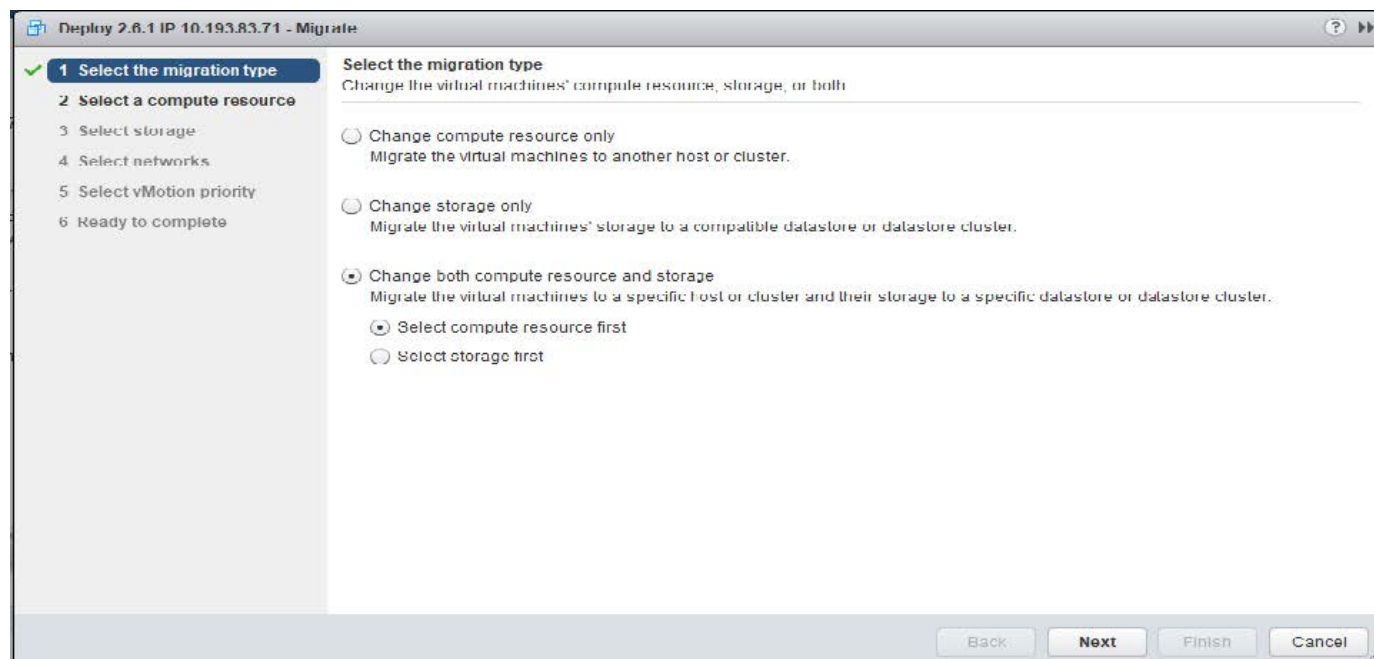 Deploy 2.6.1 IP 10.193.83.71 - Migrate
1 Select the migration type
2 Select a compute resource
3 Select storage
4 Select networks
5 Select vMotion priority
6 Ready to complete
Select the migration type
Change the virtual machines' compute resource, storage, or both
Change compute resource only
Migrate the virtual machines to another host or cluster.
Change storage only
Migrate the virtual machines' storage to a compatible datastore or datastore cluster.
Change both compute resource and storage
Migrate the virtual machines to a specific host or cluster and their storage to a specific datastore or datastore cluster.
Select compute resource first
Select storage first
Back Next Finish Cancel